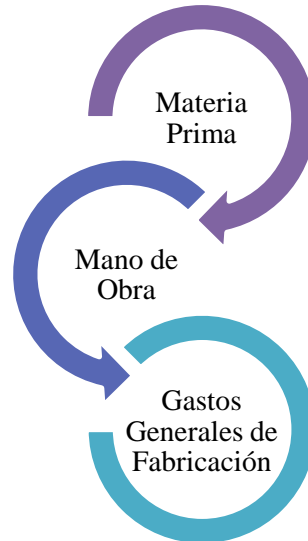 Materia
Prima
Mano de
Obra
Gastos
Generales de
Fabricación